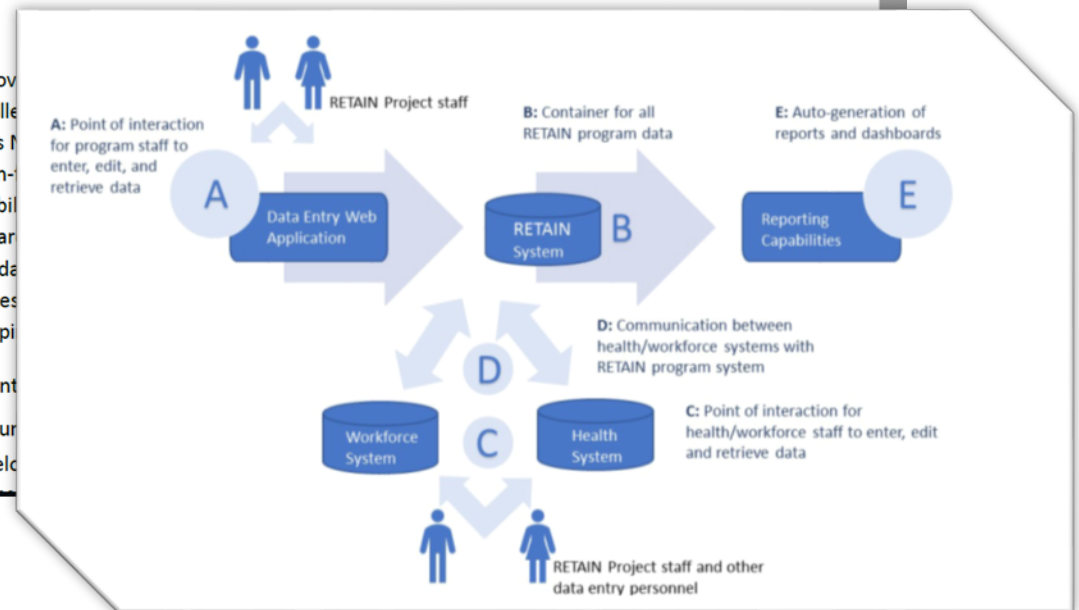 RETAIN Project staff
A: Point of interaction
for program staff to
enter, edit, and
retrieve data
A
Data Entry Web
Application
B: Container for all
RETAIN program data
RETAIN
System
B
E: Auto-generation of
reports and dashboards
E
Reporting
Capabilities
D: Communication between
health/workforce systems with
RETAIN program system
D
C: Point of interaction for
health/workforce staff to enter, edit
and retrieve data
C
Workforce
System
Health
System
RETAIN Project staff and other
data entry personnel